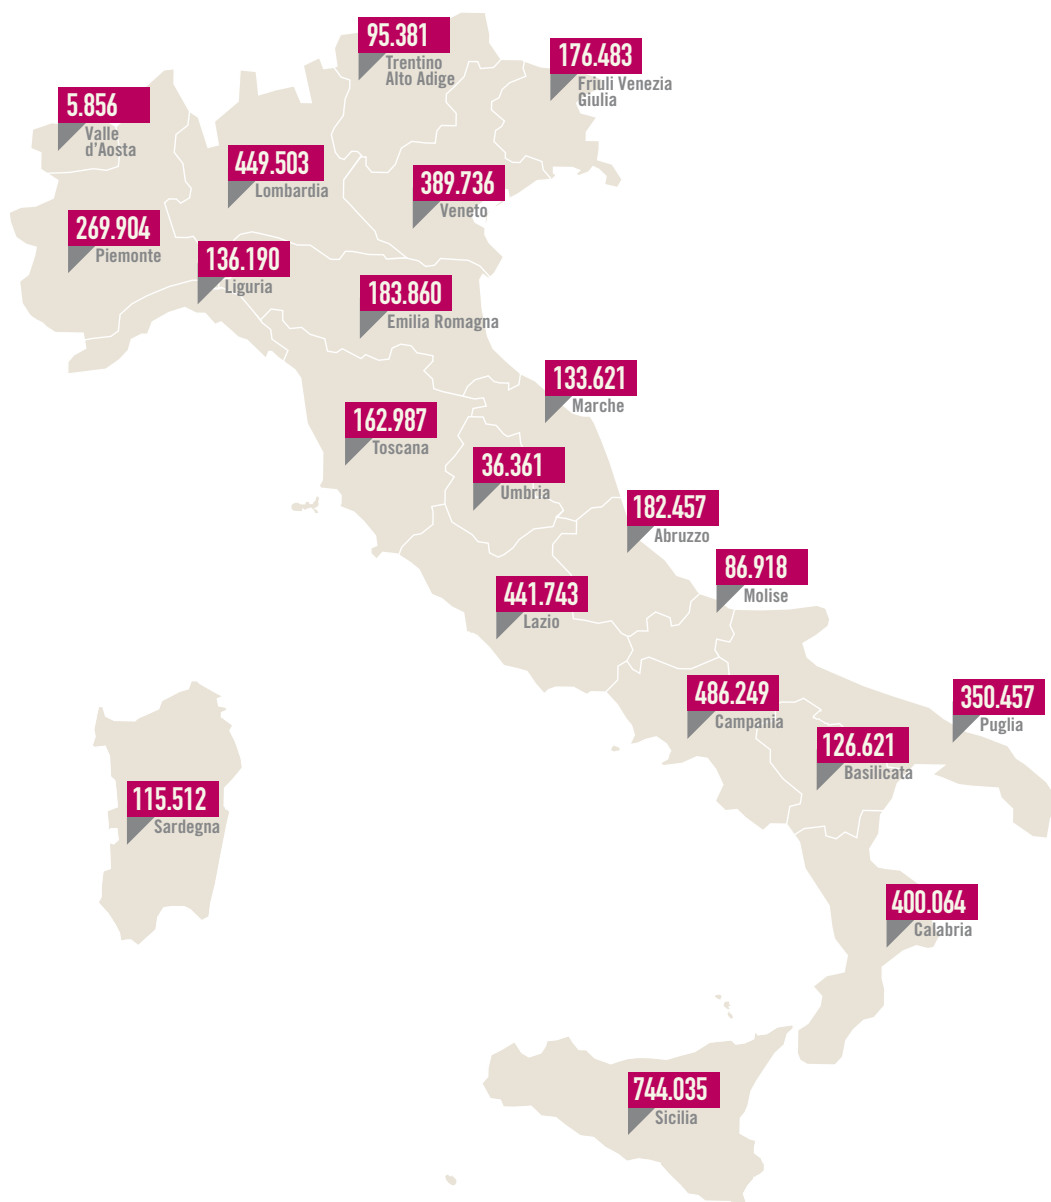 95.381
Trentino
Alto Adige
176.483
Friuli Venezia
Giulia
5.856
Valle
d'Aosta
449.503
Lombardia
389.736
Veneto
269.904
Piemonte
136.190
Liguria
183.860
Emilia Romagna
133.621
Marche
162.987
Toscana
36.361
Umbria
182.457
Abruzzo
86.918
Molise
441.743
Lazio
486.249
Campania
350.457
Puglia
126.621
Basilicata
115.512
Sardegna
400.064
Calabria
744.035
Sicilia